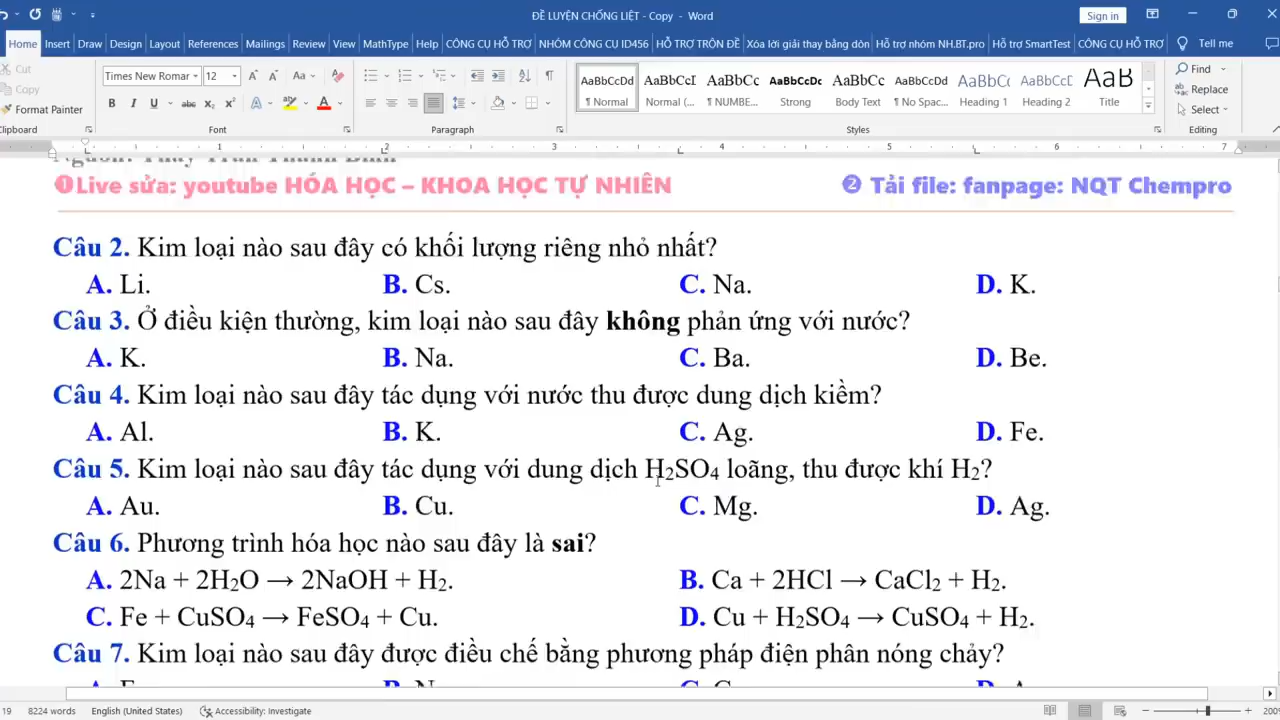 ĐỀ LUYỆN CHỐNG LIỆT - Copy - Word
Sign in
Home Insert Draw Design Layout References Mailings Review View MathType Help CÔNG CỤ HỖ TRỢ NHÓM CÔNG CỤ ID456 HỖ TRỢ TRỘN ĐỀ Xóa lời giải thay bằng dòn Hỗ trợ nhóm NH.BT.pro Hỗ trợ SmartTest CÔNG CỤ HỖ TRỢ Tell me
Cut
Copy
Format Painter
Clipboard
Times New Roman 12
Font
Paragraph
AaBbCcDd AaBbCcI AaBbCc AaBbCcDc AaBbCc AaBbCcDd AaBbC( AaBbCcC AaB
¶ Normal Normal (... ¶ NUMBE... Strong Body Text ¶ No Spac... Heading 1 Heading 2 Title
Styles
Find
Replace
Select
Editing
1 2 3 4 5 6 7
❶Live sửa: youtube HÓA HỌC – KHOA HỌC TỰ NHIÊN ❷ Tải file: fanpage: NQT Chempro
Câu 2. Kim loại nào sau đây có khối lượng riêng nhỏ nhất?
A. Li. B. Cs. C. Na. D. K.
Câu 3. Ở điều kiện thường, kim loại nào sau đây không phản ứng với nước?
A. K. B. Na. C. Ba. D. Be.
Câu 4. Kim loại nào sau đây tác dụng với nước thu được dung dịch kiềm?
A. Al. B. K. C. Ag. D. Fe.
Câu 5. Kim loại nào sau đây tác dụng với dung dịch H₂SO₄ loãng, thu được khí H₂?
A. Au. B. Cu. C. Mg. D. Ag.
Câu 6. Phương trình hóa học nào sau đây là sai?
A. 2Na + 2H₂O → 2NaOH + H₂. B. Ca + 2HCl → CaCl₂ + H₂.
C. Fe + CuSO₄ → FeSO₄ + Cu. D. Cu + H₂SO₄ → CuSO₄ + H₂.
Câu 7. Kim loại nào sau đây được điều chế bằng phương pháp điện phân nóng chảy?
19 8224 words English (United States) Accessibility: Investigate